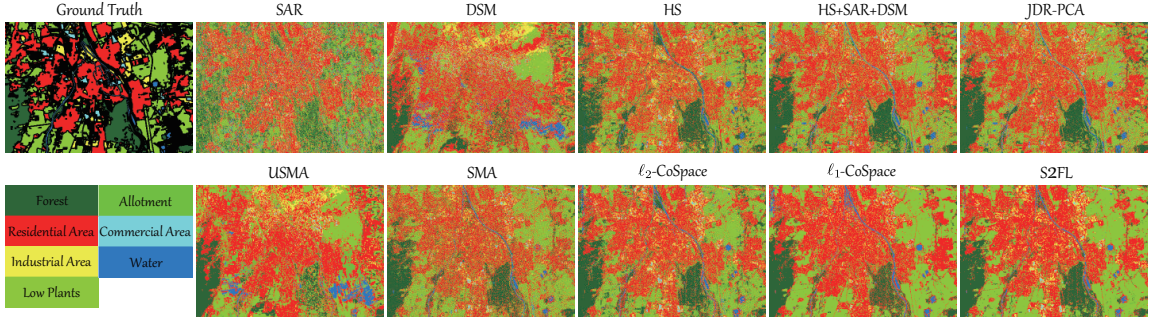 Ground Truth SAR DSM HS HS+SAR+DSM JDR-PCA
USMA SMA ℓ₂-CoSpace ℓ₁-CoSpace S2FL
Forest Allotment
Residential Area Commercial Area
Industrial Area Water
Low Plants